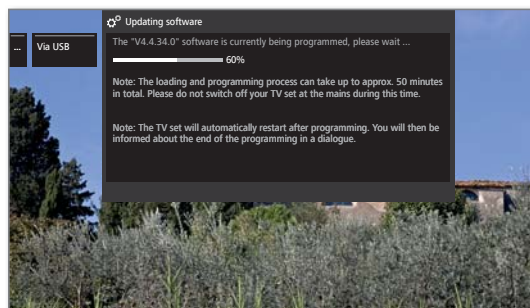 Updating software
The "V4.4.34.0" software is currently being programmed, please wait ...
... Via USB
60%
Note: The loading and programming process can take up to approx. 50 minutes
in total. Please do not switch off your TV set at the mains during this time.
Note: The TV set will automatically restart after programming. You will then be
informed about the end of the programming in a dialogue.